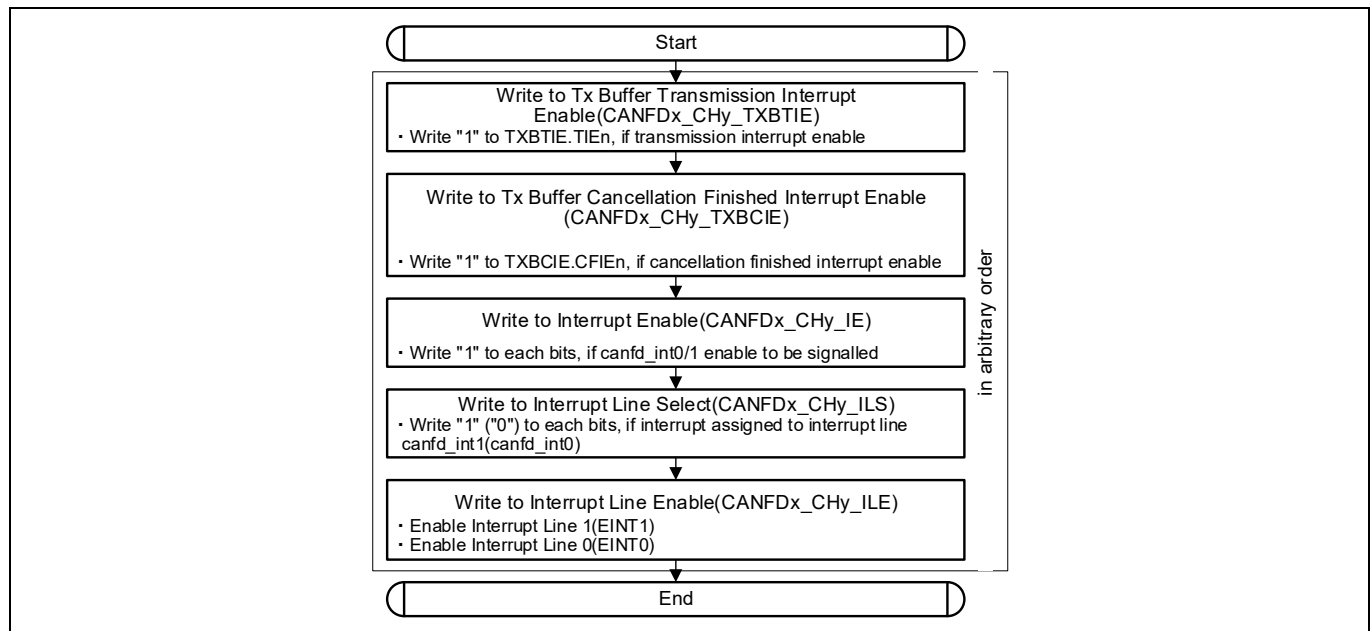 Start
Write to Tx Buffer Transmission Interrupt
Enable(CANFDx_CHy_TXBTIE)
・Write "1" to TXBTIE.TIEn, if transmission interrupt enable
Write to Tx Buffer Cancellation Finished Interrupt Enable
(CANFDx_CHy_TXBCIE)
・Write "1" to TXBCIE.CFIEn, if cancellation finished interrupt enable
Write to Interrupt Enable(CANFDx_CHy_IE)
・Write "1" to each bits, if canfd_int0/1 enable to be signalled
Write to Interrupt Line Select(CANFDx_CHy_ILS)
・Write "1" ("0") to each bits, if interrupt assigned to interrupt line
canfd_int1(canfd_int0)
Write to Interrupt Line Enable(CANFDx_CHy_ILE)
・Enable Interrupt Line 1(EINT1)
・Enable Interrupt Line 0(EINT0)
in arbitrary order
End